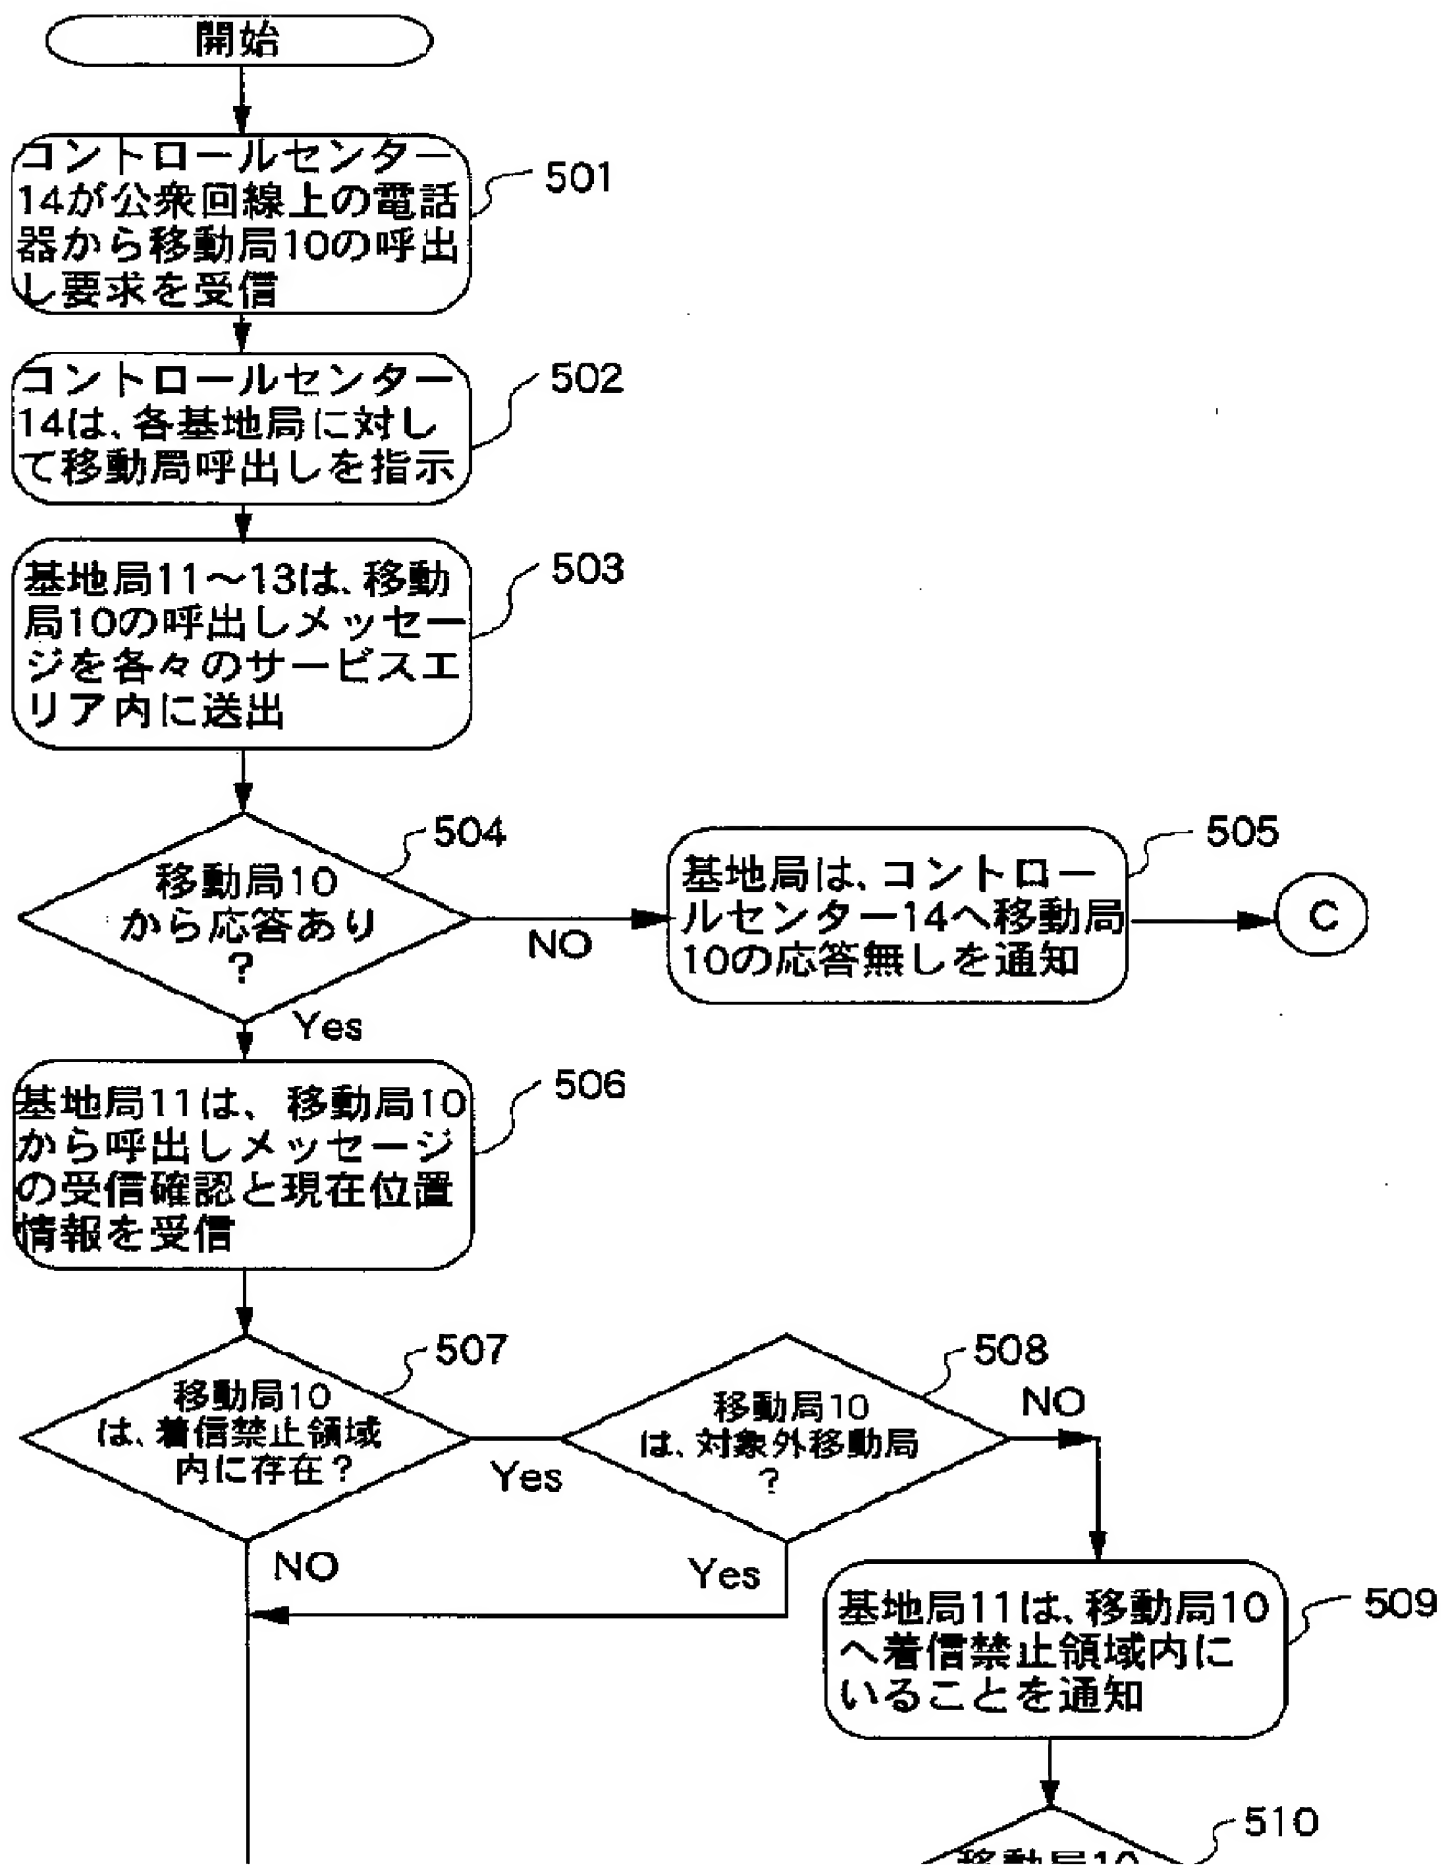 開始
コントロールセンター
14が公衆回線上の電話
器から移動局10の呼出
し要求を受信
501
コントロールセンター
14は、各基地局に対し
て移動局呼出しを指示
502
基地局11～13は、移動
局10の呼出しメッセー
ジを各々のサービスエ
リア内に送出
503
移動局10
から応答あり
?
504
NO
基地局は、コントロー
ルセンター14へ移動局
10の応答無しを通知
505
C
Yes
基地局11は、移動局10
から呼出しメッセージ
の受信確認と現在位置
情報を受信
506
移動局10
は、着信禁止領域
内に存在?
507
Yes
NO
移動局10
は、対象外移動局
?
508
NO
Yes
基地局11は、移動局10
へ着信禁止領域内に
いることを通知
509
移動局10
510